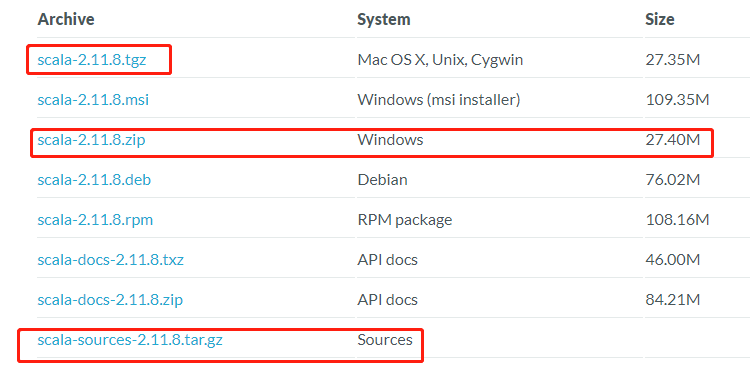 Archive System Size
scala-2.11.8.tgz Mac OS X, Unix, Cygwin 27.35M
scala-2.11.8.msi Windows (msi installer) 109.35M
scala-2.11.8.zip Windows 27.40M
scala-2.11.8.deb Debian 76.02M
scala-2.11.8.rpm RPM package 108.16M
scala-docs-2.11.8.txz API docs 46.00M
scala-docs-2.11.8.zip API docs 84.21M
scala-sources-2.11.8.tar.gz Sources